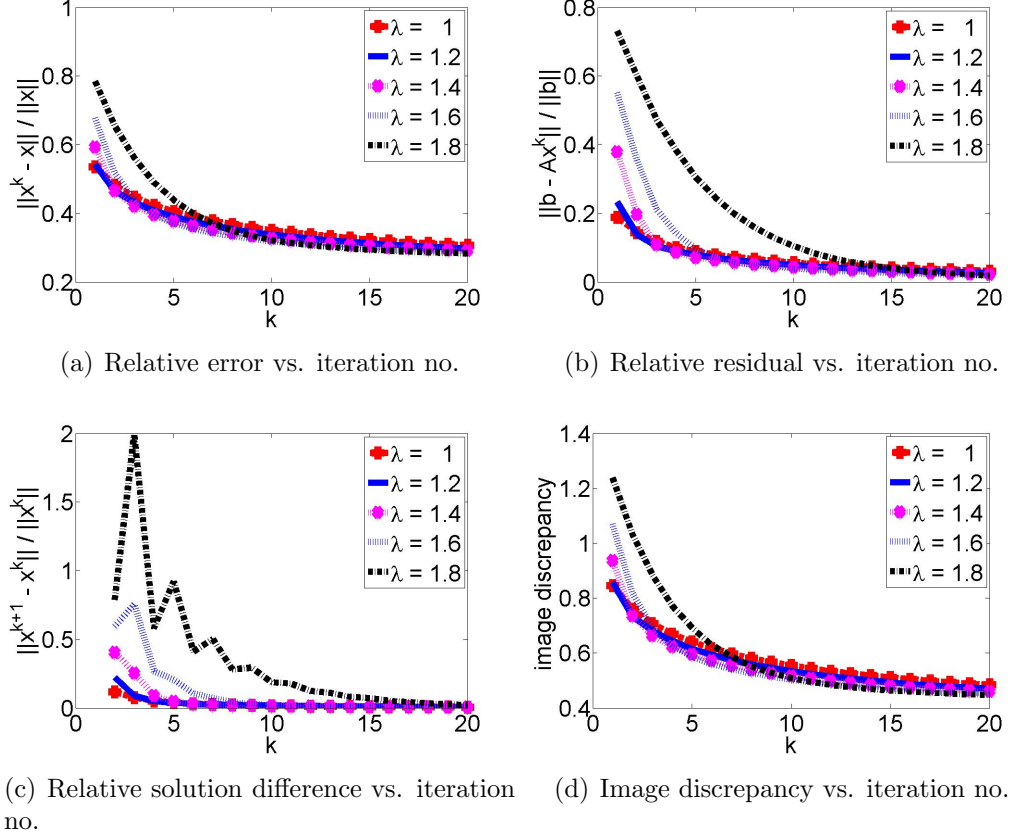 1
0.8
0.6
0.4
0.2
0 5 10 15 20
k
||x^k - x|| / ||x||
λ = 1
λ = 1.2
λ = 1.4
λ = 1.6
λ = 1.8
(a) Relative error vs. iteration no.
0.8
0.6
0.4
0.2
0
0 5 10 15 20
k
||b - Ax^k|| / ||b||
λ = 1
λ = 1.2
λ = 1.4
λ = 1.6
λ = 1.8
(b) Relative residual vs. iteration no.
2
1.5
1
0.5
0
0 5 10 15 20
k
||x^{k+1} - x^k|| / ||x^k||
λ = 1
λ = 1.2
λ = 1.4
λ = 1.6
λ = 1.8
(c) Relative solution difference vs. iteration
no.
1.4
1.2
1
0.8
0.6
0.4
0 5 10 15 20
k
image discrepancy
λ = 1
λ = 1.2
λ = 1.4
λ = 1.6
λ = 1.8
(d) Image discrepancy vs. iteration no.